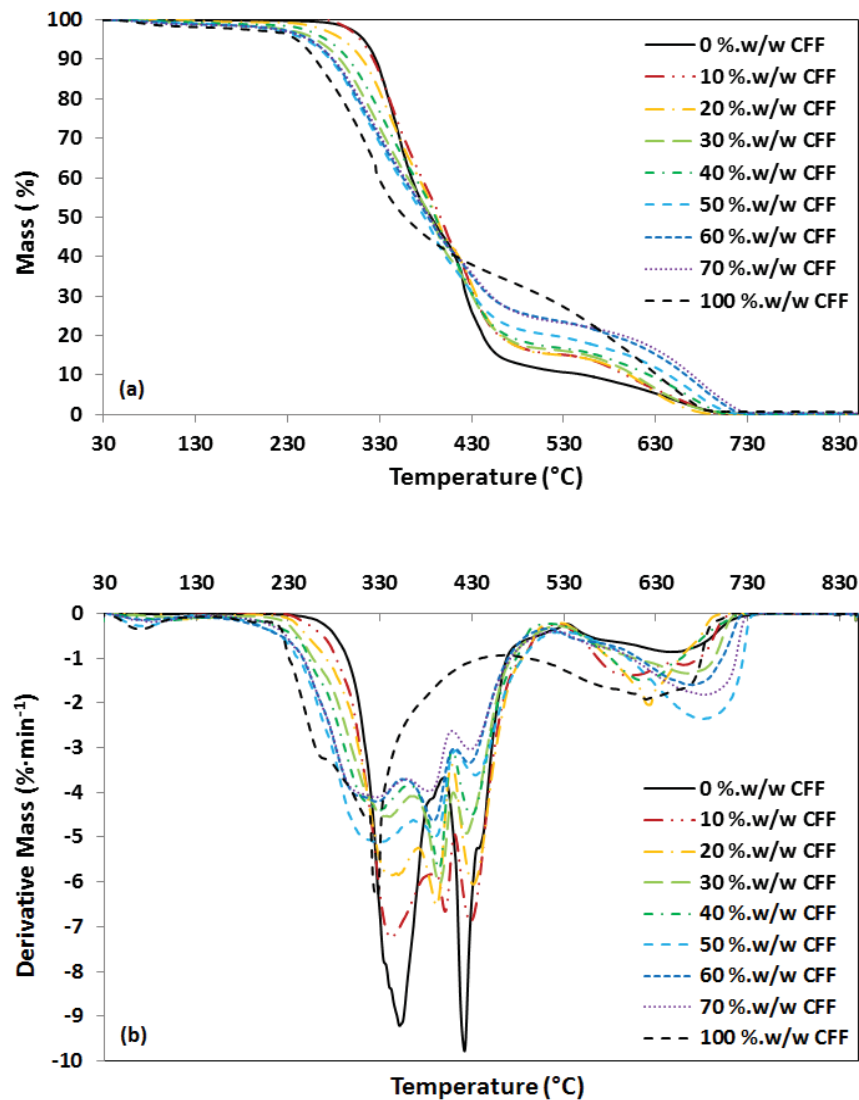 100
90
80
70
60
50
40
30
20
10
0
Mass ( %)
0 %.w/w CFF
10 %.w/w CFF
20 %.w/w CFF
30 %.w/w CFF
40 %.w/w CFF
50 %.w/w CFF
60 %.w/w CFF
70 %.w/w CFF
100 %.w/w CFF
(a)
30 130 230 330 430 530 630 730 830
Temperature (°C)
30 130 230 330 430 530 630 730 830
0
-1
-2
-3
-4
-5
-6
-7
-8
-9
-10
Derivative Mass (%·min⁻¹)
0 %.w/w CFF
10 %.w/w CFF
20 %.w/w CFF
30 %.w/w CFF
40 %.w/w CFF
50 %.w/w CFF
60 %.w/w CFF
70 %.w/w CFF
100 %.w/w CFF
(b)
Temperature (°C)